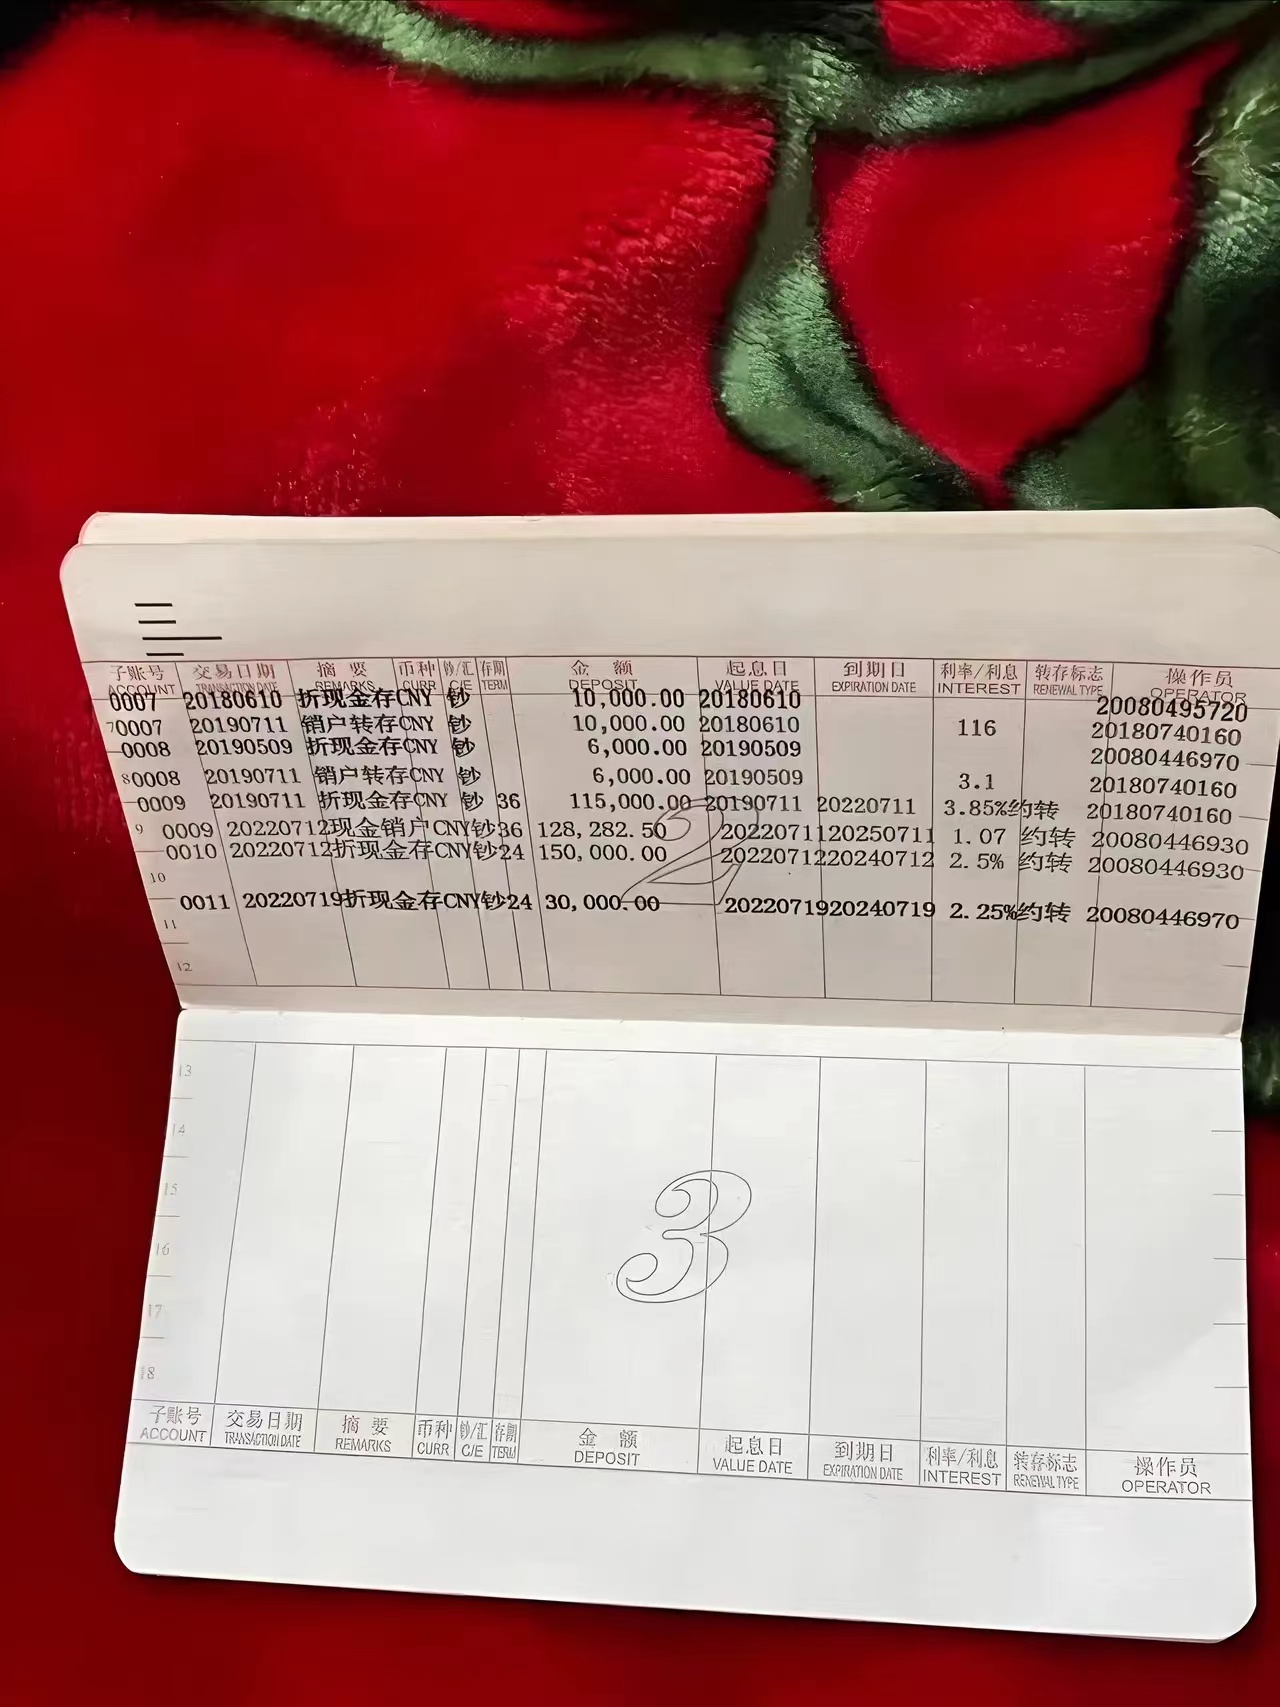 子账号 交易日期 摘 要 币种 钞/汇 存期 金 额 起息日 到期日 利率/利息 转存标志 操作员
ACCOUNT TRANSACTION DATE REMARKS CURR C/E TERM DEPOSIT VALUE DATE EXPIRATION DATE INTEREST RENEWAL TYPE OPERATOR
0007 20180610 折现金存CNY 钞 10,000.00 20180610 20080495720
7 0007 20190711 销户转存CNY 钞 10,000.00 20180610 116 20180740160
0008 20190509 折现金存CNY 钞 6,000.00 20190509 20080446970
8 0008 20190711 销户转存CNY 钞 6,000.00 20190509 3.1 20180740160
0009 20190711 折现金存CNY 钞 36 115,000.00 20190711 20220711 3.85%约转 20180740160
9 0009 20220712现金销户CNY钞36 128,282.50 2022071120250711 1.07 约转 20080446930
0010 20220712折现金存CNY钞24 150,000.00 2022071220240712 2.5% 约转 20080446930
10
0011 20220719折现金存CNY钞24 30,000.00 2022071920240719 2.25%约转 20080446970
11
12
2
13
14
15
3
16
17
18
子账号 交易日期 摘 要 币种 钞/汇 存期 金 额 起息日 到期日 利率/利息 转存标志 操作员
ACCOUNT TRANSACTION DATE REMARKS CURR C/E TERM DEPOSIT VALUE DATE EXPIRATION DATE INTEREST RENEWAL TYPE OPERATOR